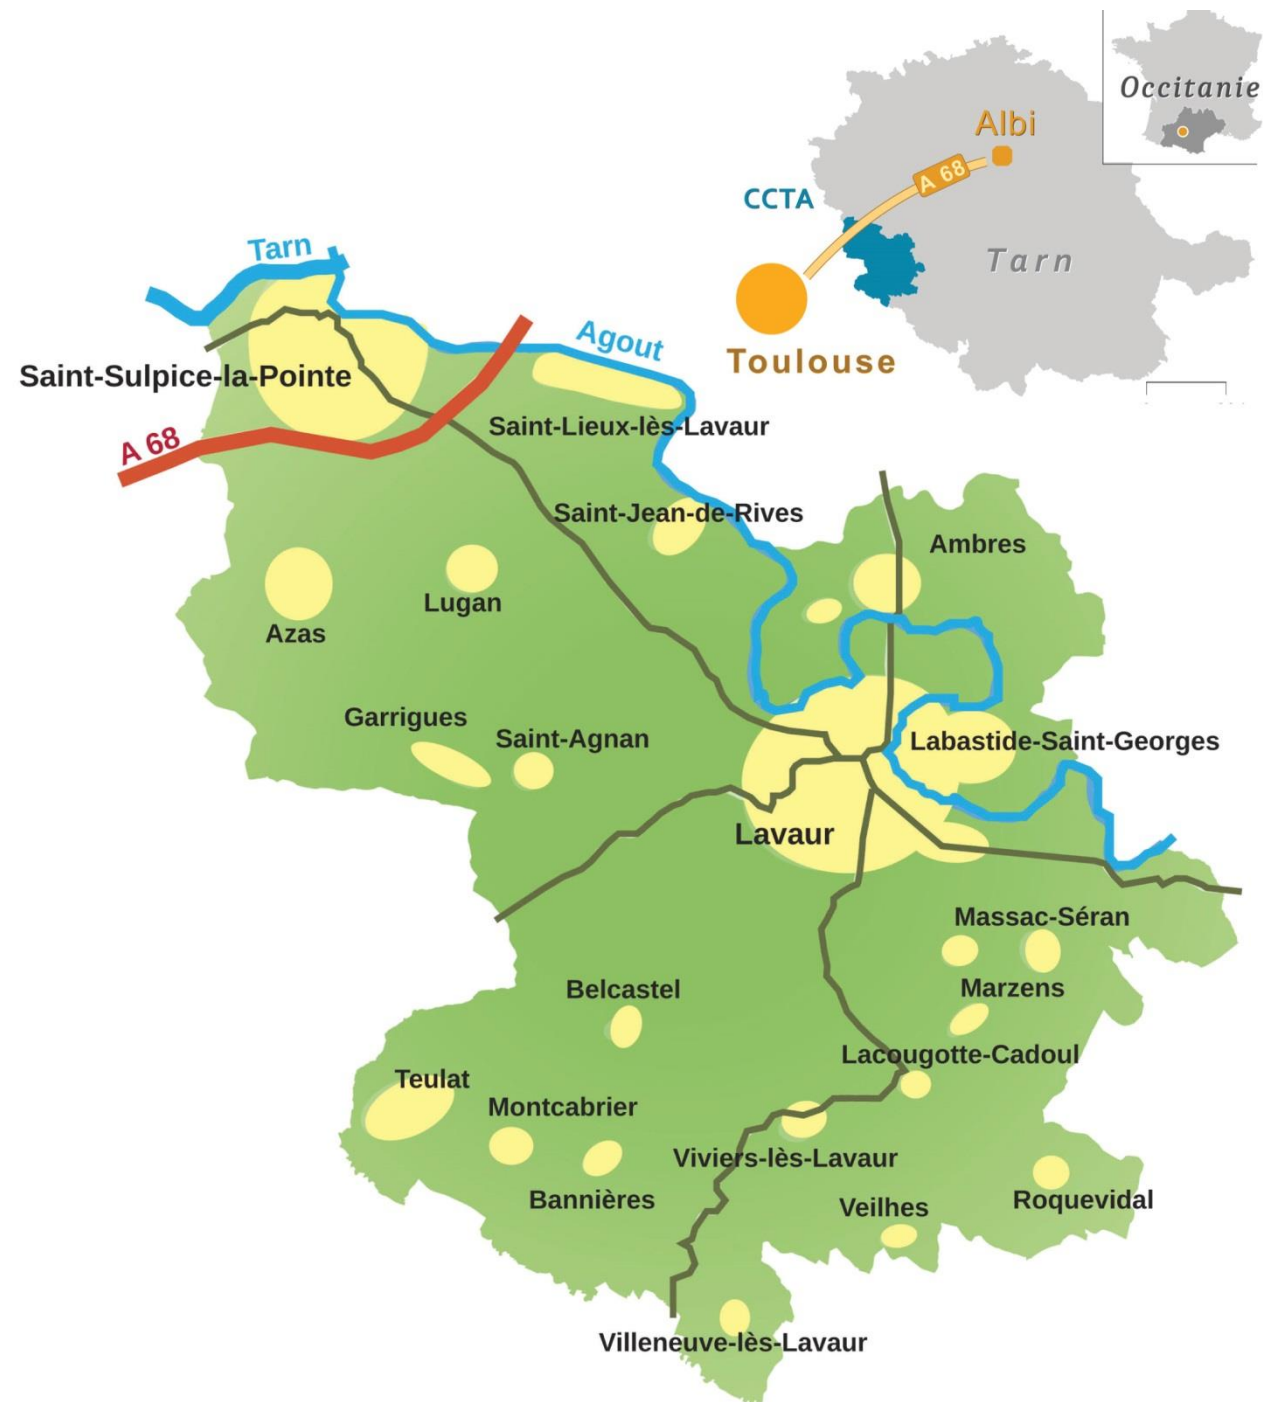 Occitanie
Albi
A 68
CCTA
Tarn
Toulouse
Tarn
Agout
Saint-Sulpice-la-Pointe
A 68
Saint-Lieux-lès-Lavaur
Saint-Jean-de-Rives
Ambres
Lugan
Azas
Garrigues
Saint-Agnan
Labastide-Saint-Georges
Lavaur
Massac-Séran
Belcastel
Marzens
Lacougotte-Cadoul
Teulat
Montcabrier
Viviers-lès-Lavaur
Bannières
Veilhes
Roquevidal
Villeneuve-lès-Lavaur